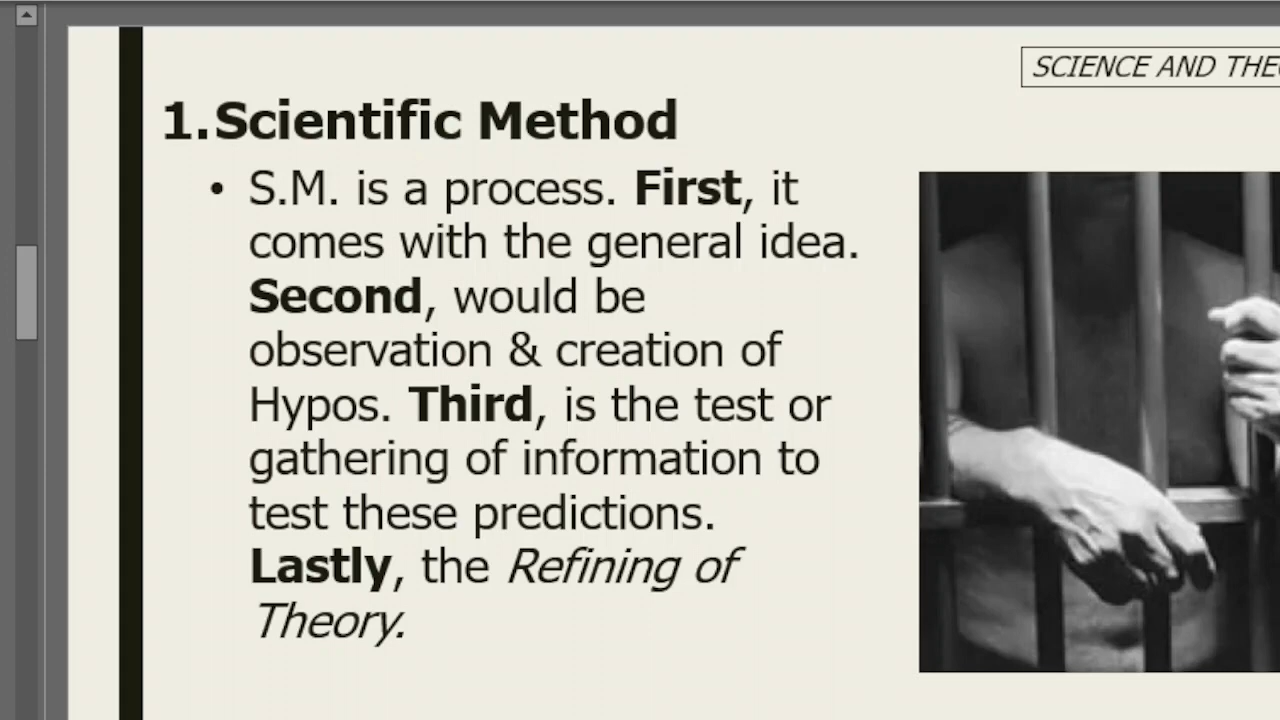 SCIENCE AND
1.Scientific Method
• S.M. is a process. First, it
comes with the general idea.
Second, would be
observation & creation of
Hypos. Third, is the test or
gathering of information to
test these predictions.
Lastly, the Refining of
Theory.